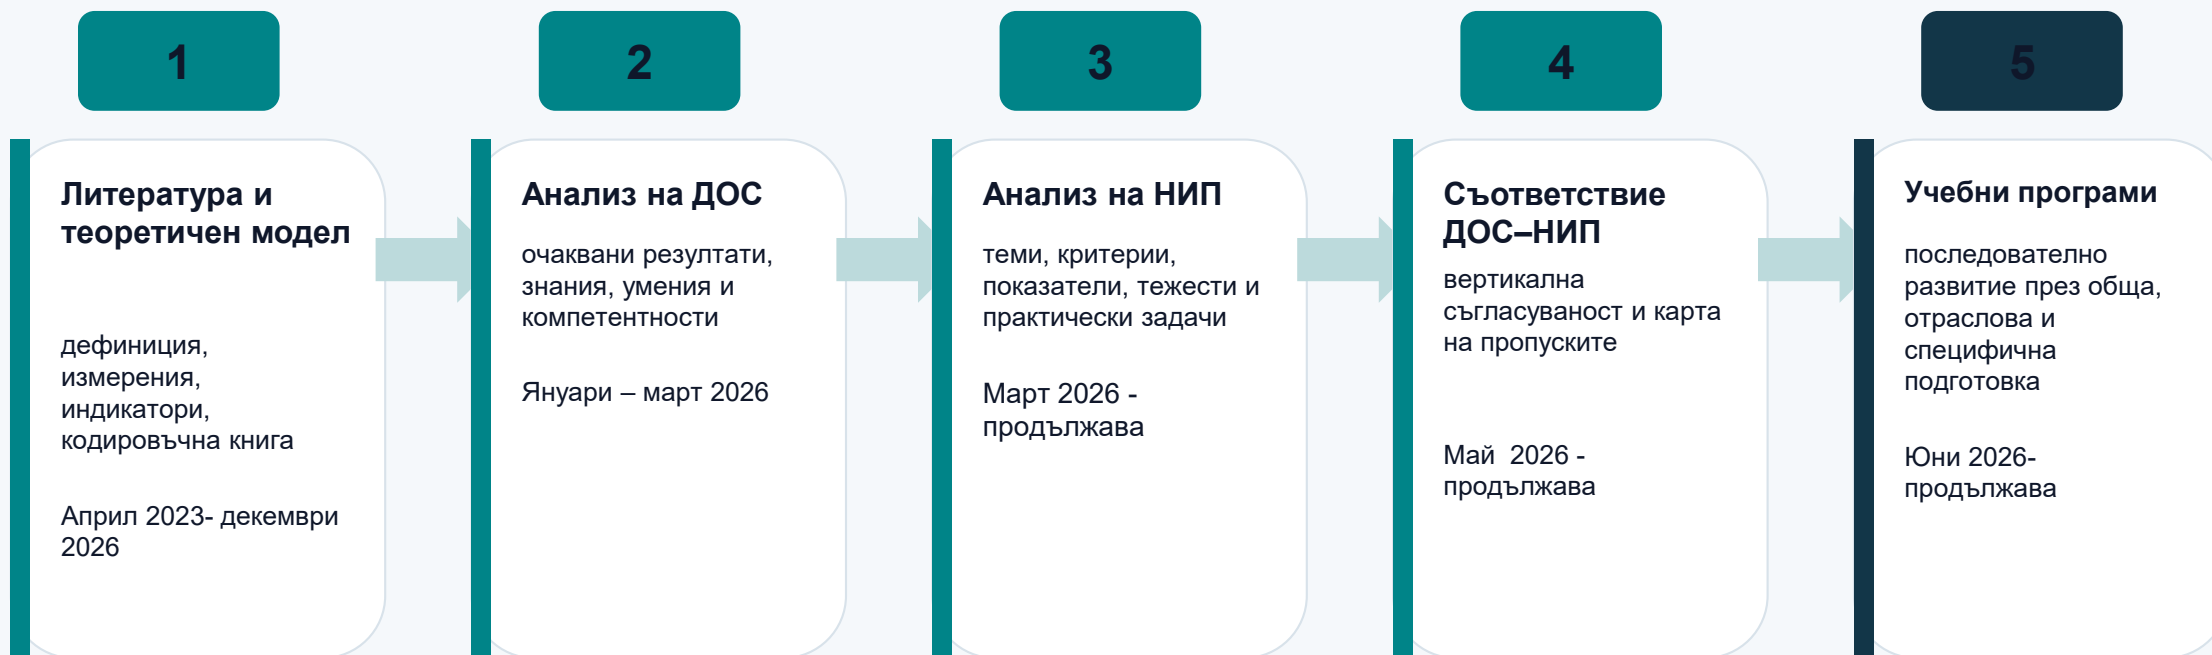 1
Литература и
теоретичен модел
дефиниция,
измерения,
индикатори,
кодировъчна книга
Април 2023- декември
2026
2
Анализ на ДОС
очаквани резултати,
знания, умения и
компетентности
Януари – март 2026
3
Анализ на НИП
теми, критерии,
показатели, тежести и
практически задачи
Март 2026 -
продължава
4
Съответствие
ДОС–НИП
вертикална
съгласуваност и карта
на пропуските
Май  2026 -
продължава
5
Учебни програми
последователно
развитие през обща,
отраслова и
специфична
подготовка
Юни 2026-
продължава